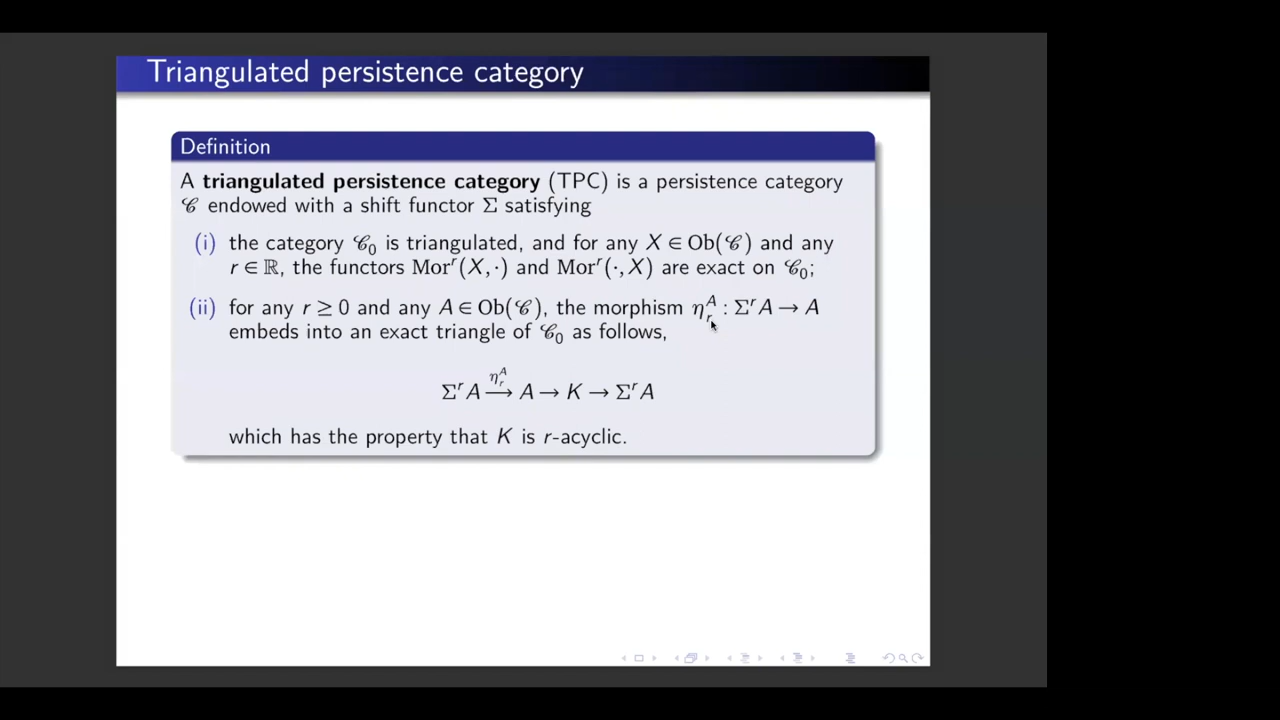 Triangulated persistence category
Definition
A triangulated persistence category (TPC) is a persistence category
𝒞 endowed with a shift functor Σ satisfying
(i) the category 𝒞₀ is triangulated, and for any X ∈ Ob(𝒞) and any
r ∈ ℝ, the functors Morʳ(X,·) and Morʳ(·,X) are exact on 𝒞₀;
(ii) for any r ≥ 0 and any A ∈ Ob(𝒞), the morphism η_r^A : ΣʳA → A
embeds into an exact triangle of 𝒞₀ as follows,
ΣʳA \xrightarrow{η_r^A} A → K → ΣʳA
which has the property that K is r-acyclic.